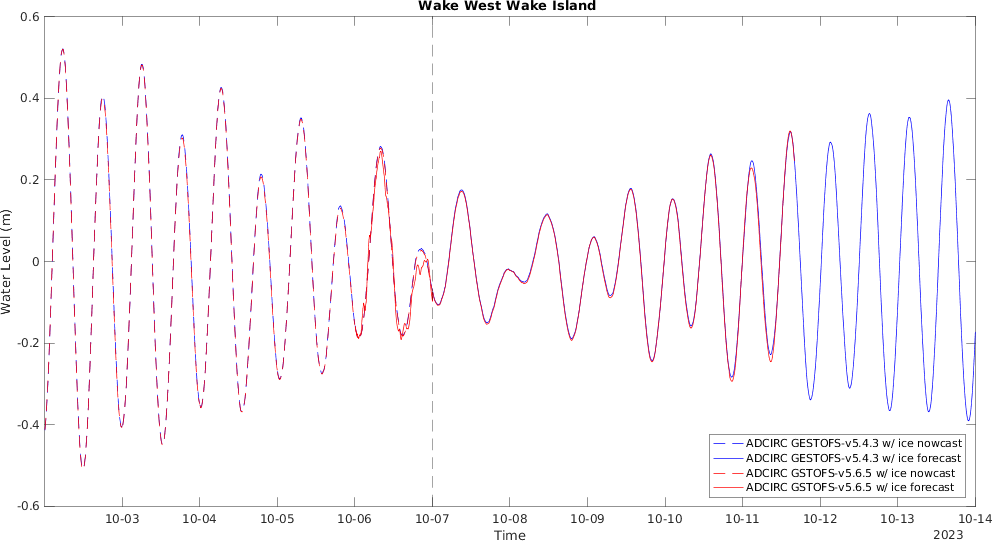 Wake West Wake Island
0.6
0.4
0.2
0
-0.2
-0.4
-0.6
Water Level (m)
ADCIRC GESTOFS-v5.4.3 w/ ice nowcast
ADCIRC GESTOFS-v5.4.3 w/ ice forecast
ADCIRC GSTOFS-v5.6.5 w/ ice nowcast
ADCIRC GSTOFS-v5.6.5 w/ ice forecast
10-03 10-04 10-05 10-06 10-07 10-08 10-09 10-10 10-11 10-12 10-13 10-14
Time
2023